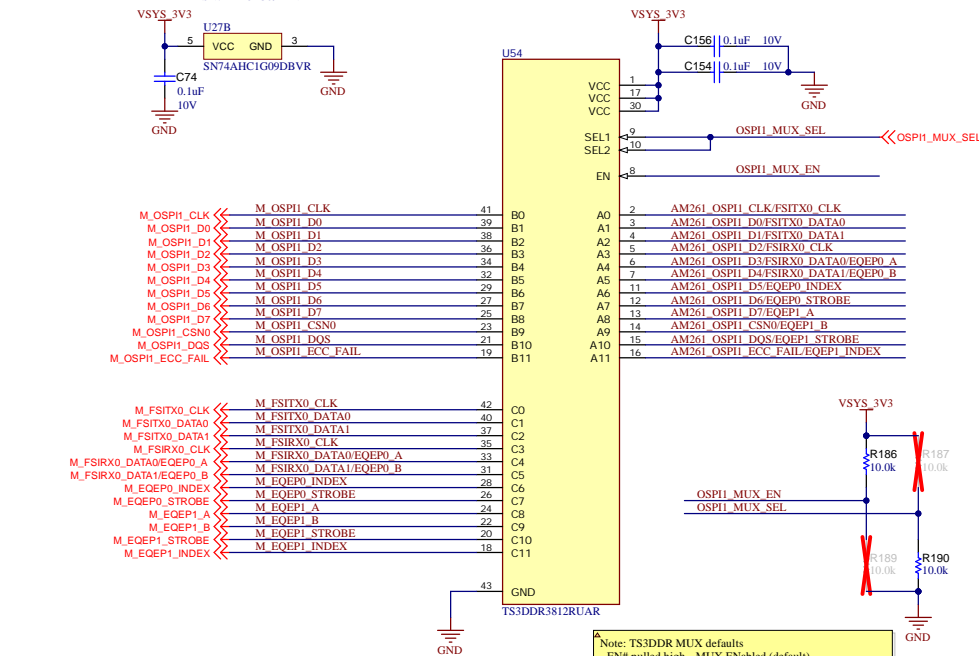 VSYS_3V3
U27B
5 VCC GND 3
SN74AHC1G09DBVR
C74
0.1uF
10V
GND
GND
VSYS_3V3
C156 0.1uF 10V
C154 0.1uF 10V
GND
U54
VCC 1
VCC 17
VCC 30
SEL1 9 OSPI1_MUX_SEL OSPI1_MUX_SEL
SEL2 10
EN 8 OSPI1_MUX_EN
M_OSPI1_CLK M_OSPI1_CLK 41 B0 A0 2 AM261_OSPI1_CLK/FSITX0_CLK
M_OSPI1_D0 M_OSPI1_D0 39 B1 A1 3 AM261_OSPI1_D0/FSITX0_DATA0
M_OSPI1_D1 M_OSPI1_D1 38 B2 A2 4 AM261_OSPI1_D1/FSITX0_DATA1
M_OSPI1_D2 M_OSPI1_D2 36 B3 A3 5 AM261_OSPI1_D2/FSIRX0_CLK
M_OSPI1_D3 M_OSPI1_D3 34 B4 A4 6 AM261_OSPI1_D3/FSIRX0_DATA0/EQEP0_A
M_OSPI1_D4 M_OSPI1_D4 32 B5 A5 7 AM261_OSPI1_D4/FSIRX0_DATA1/EQEP0_B
M_OSPI1_D5 M_OSPI1_D5 29 B6 A6 11 AM261_OSPI1_D5/EQEP0_INDEX
M_OSPI1_D6 M_OSPI1_D6 27 B7 A7 12 AM261_OSPI1_D6/EQEP0_STROBE
M_OSPI1_D7 M_OSPI1_D7 25 B8 A8 13 AM261_OSPI1_D7/EQEP1_A
M_OSPI1_CSN0 M_OSPI1_CSN0 23 B9 A9 14 AM261_OSPI1_CSN0/EQEP1_B
M_OSPI1_DQS M_OSPI1_DQS 21 B10 A10 15 AM261_OSPI1_DQS/EQEP1_STROBE
M_OSPI1_ECC_FAIL M_OSPI1_ECC_FAIL 19 B11 A11 16 AM261_OSPI1_ECC_FAIL/EQEP1_INDEX
M_FSITX0_CLK M_FSITX0_CLK 42 C0
M_FSITX0_DATA0 M_FSITX0_DATA0 40 C1
M_FSITX0_DATA1 M_FSITX0_DATA1 37 C2
M_FSIRX0_CLK M_FSIRX0_CLK 35 C3
M_FSIRX0_DATA0/EQEP0_A M_FSIRX0_DATA0/EQEP0_A 33 C4
M_FSIRX0_DATA1/EQEP0_B M_FSIRX0_DATA1/EQEP0_B 31 C5
M_EQEP0_INDEX M_EQEP0_INDEX 28 C6
M_EQEP0_STROBE M_EQEP0_STROBE 26 C7
M_EQEP1_A M_EQEP1_A 24 C8
M_EQEP1_B M_EQEP1_B 22 C9
M_EQEP1_STROBE M_EQEP1_STROBE 20 C10
M_EQEP1_INDEX M_EQEP1_INDEX 18 C11
43 GND
TS3DDR3812RUAR
GND
VSYS_3V3
R186 R187
10.0k 10.0k
OSPI1_MUX_EN
OSPI1_MUX_SEL
R189 R190
10.0k 10.0k
GND
Note: TS3DDR MUX defaults
EN# pulled high - MUX ENabled (default)